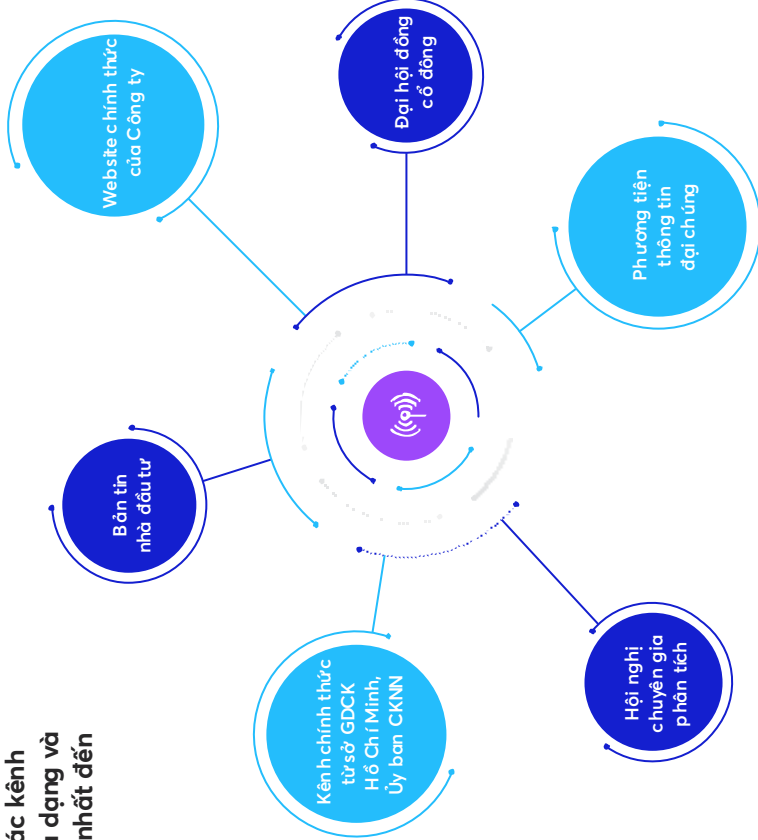 ác kênh
dạng và
nhất đến
Kênh chính thức
từ sở GDCK
Hồ Chí Minh,
Ủy ban CKNN
Bản tin
nhà đầu tư
Website chính thức
của Công ty
Đại hội đồng
cổ đông
Phương tiện
thông tin
đại chúng
Hội nghị
chuyên gia
phân tích